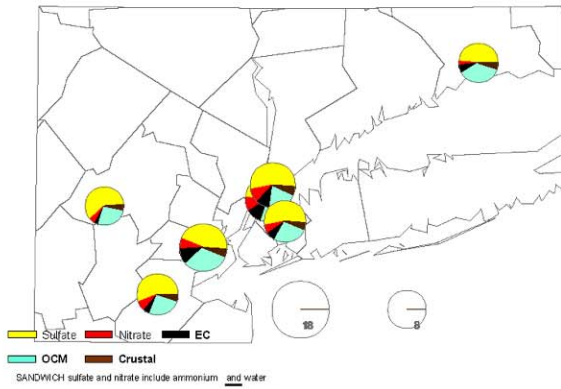 18 8
Sulfate Nitrate EC
OCM Crustal
SANDWICH sulfate and nitrate include ammonium and water